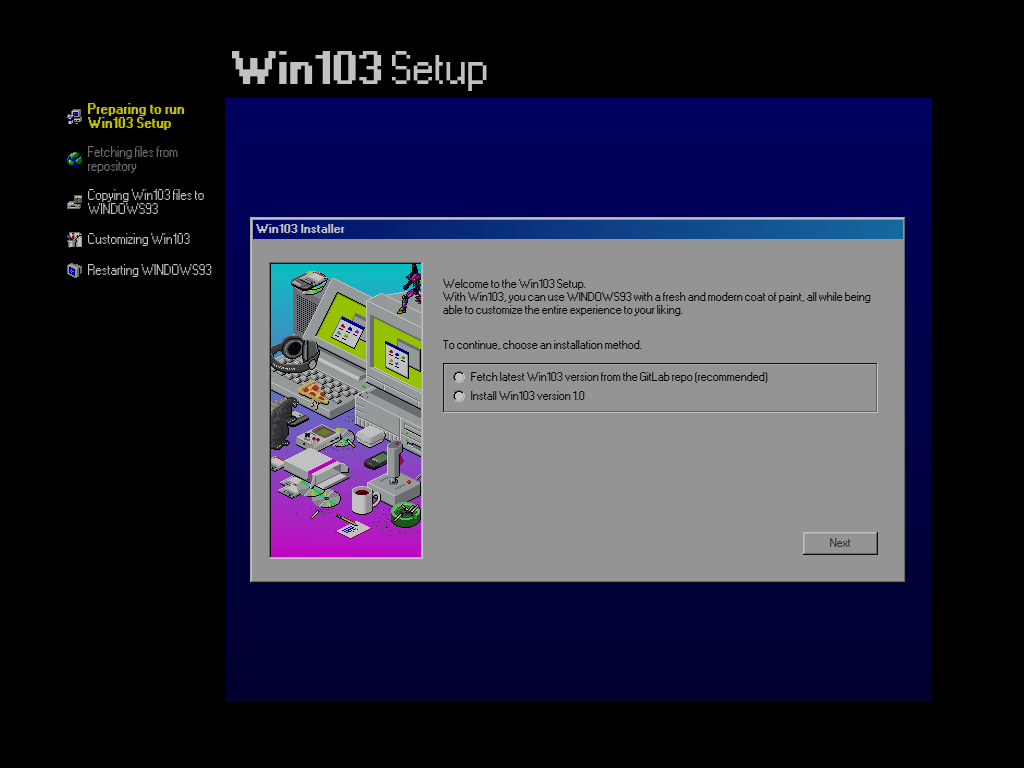 Win103 Setup
Preparing to run
Win103 Setup
Fetching files from
repository
Copying Win103 files to
WINDOWS93
Customizing Win103
Restarting WINDOWS93
Win103 Installer
Welcome to the Win103 Setup.
With Win103, you can use WINDOWS93 with a fresh and modern coat of paint, all while being
able to customize the entire experience to your liking.
To continue, choose an installation method.
Fetch latest Win103 version from the GitLab repo (recommended)
Install Win103 version 1.0
Next